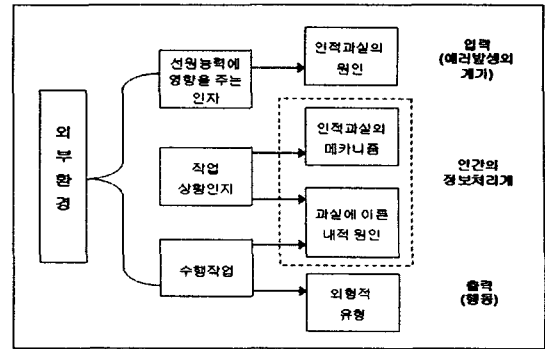 외
부
환
경
선원능력에
영향을 주는
인자
작업
상황인지
수행작업
인적과실의
원인
인적과실의
메카니즘
과실에 이른
내적 원인
외형적
유형
입력
(에러발생의
계기)
인간의
정보처리계
출력
(행동)